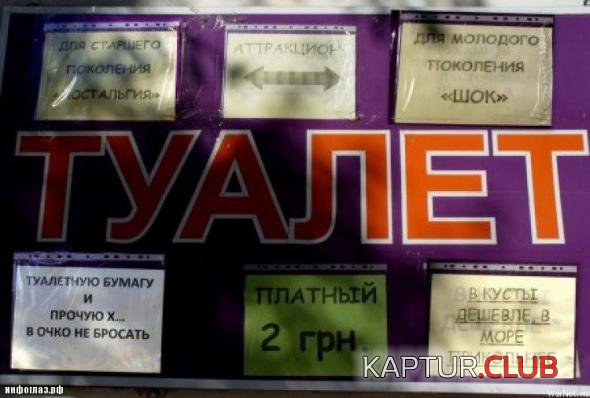 ДЛЯ СТАРШЕГО
ПОКОЛЕНИЯ
«НОСТАЛЬГИЯ»
АТТРАКЦИОН
ДЛЯ МОЛОДОГО
ПОКОЛЕНИЯ
«ШОК»
ТУАЛЕТ
ТУАЛЕТНУЮ БУМАГУ
И
ПРОЧУЮ Х...
В ОЧКО НЕ БРОСАТЬ
ПЛАТНЫЙ
2 грн.
В КУСТЫ
ДЕШЕВЛЕ, В
МОРЕ
ПРИКОЛЬНЕЕ
KAPTUR.CLUB
инфоглаз.рф